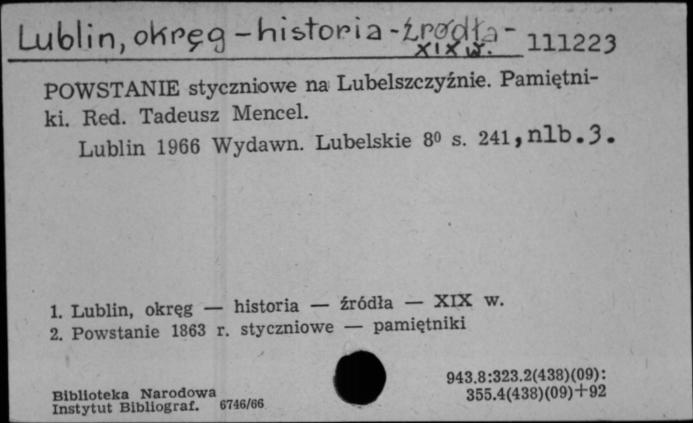 Lublin, okręg - historia - źródła -
XIX w. 111223
POWSTANIE styczniowe na Lubelszczyźnie. Pamiętni-
ki. Red. Tadeusz Mencel.
Lublin 1966 Wydawn. Lubelskie 8⁰ s. 241, nlb. 3.
1. Lublin, okręg — historia — źródła — XIX w.
2. Powstanie 1863 r. styczniowe — pamiętniki
943.8:323.2(438)(09):
355.4(438)(09)+92
Biblioteka Narodowa
Instytut Bibliograf. 6746/66